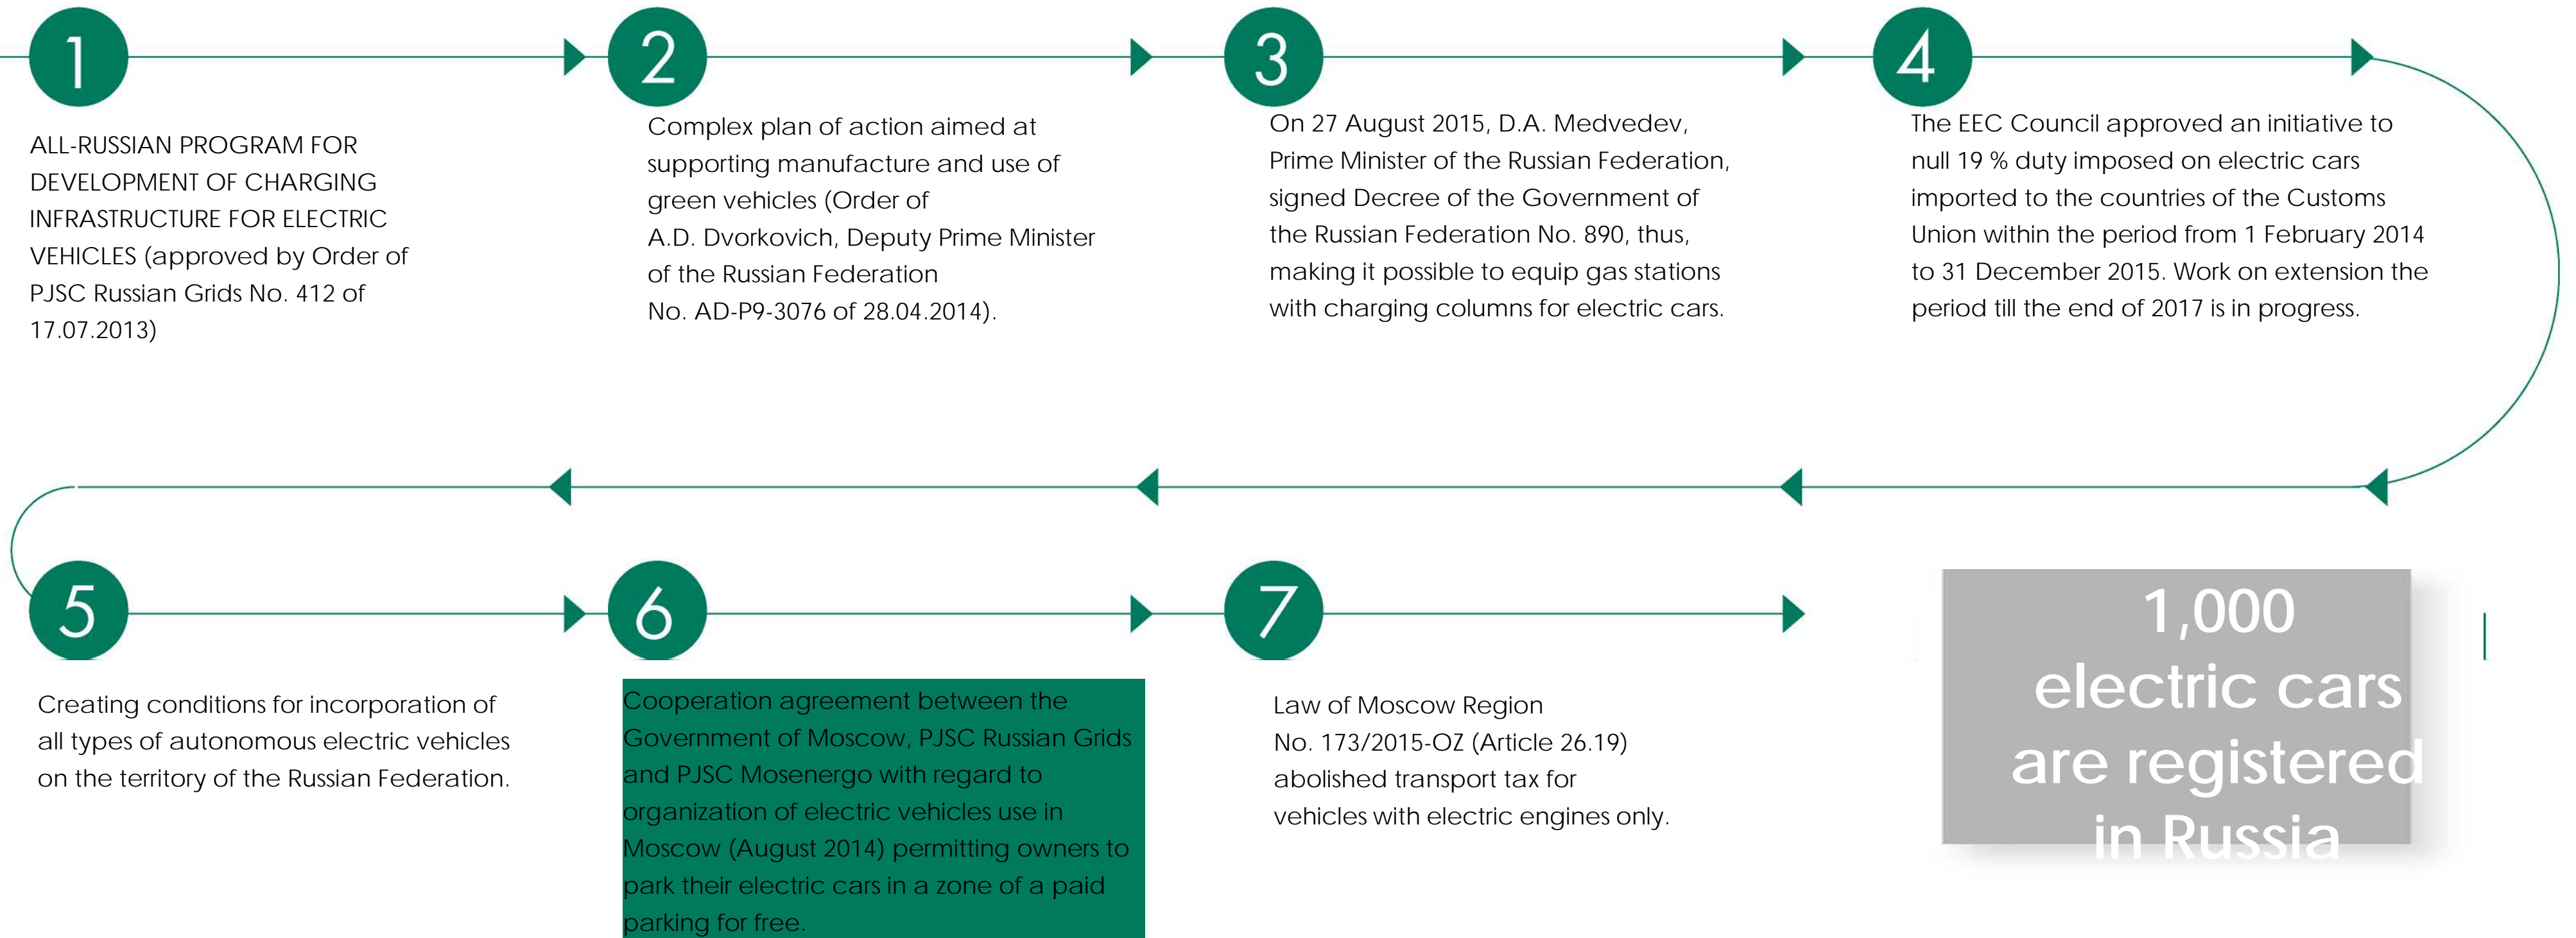 1
ALL-RUSSIAN PROGRAM FOR
DEVELOPMENT OF CHARGING
INFRASTRUCTURE FOR ELECTRIC
VEHICLES (approved by Order of
PJSC Russian Grids No. 412 of
17.07.2013)
2
Complex plan of action aimed at
supporting manufacture and use of
green vehicles (Order of
A.D. Dvorkovich, Deputy Prime Minister
of the Russian Federation
No. AD-P9-3076 of 28.04.2014).
3
On 27 August 2015, D.A. Medvedev,
Prime Minister of the Russian Federation,
signed Decree of the Government of
the Russian Federation No. 890, thus,
making it possible to equip gas stations
with charging columns for electric cars.
4
The EEC Council approved an initiative to
null 19 % duty imposed on electric cars
imported to the countries of the Customs
Union within the period from 1 February 2014
to 31 December 2015. Work on extension the
period till the end of 2017 is in progress.
5
Creating conditions for incorporation of
all types of autonomous electric vehicles
on the territory of the Russian Federation.
6
Cooperation agreement between the
Government of Moscow, PJSC Russian Grids
and PJSC Mosenergo with regard to
organization of electric vehicles use in
Moscow (August 2014) permitting owners to
park their electric cars in a zone of a paid
parking for free.
7
Law of Moscow Region
No. 173/2015-OZ (Article 26.19)
abolished transport tax for
vehicles with electric engines only.
1,000
electric cars
are registered
in Russia